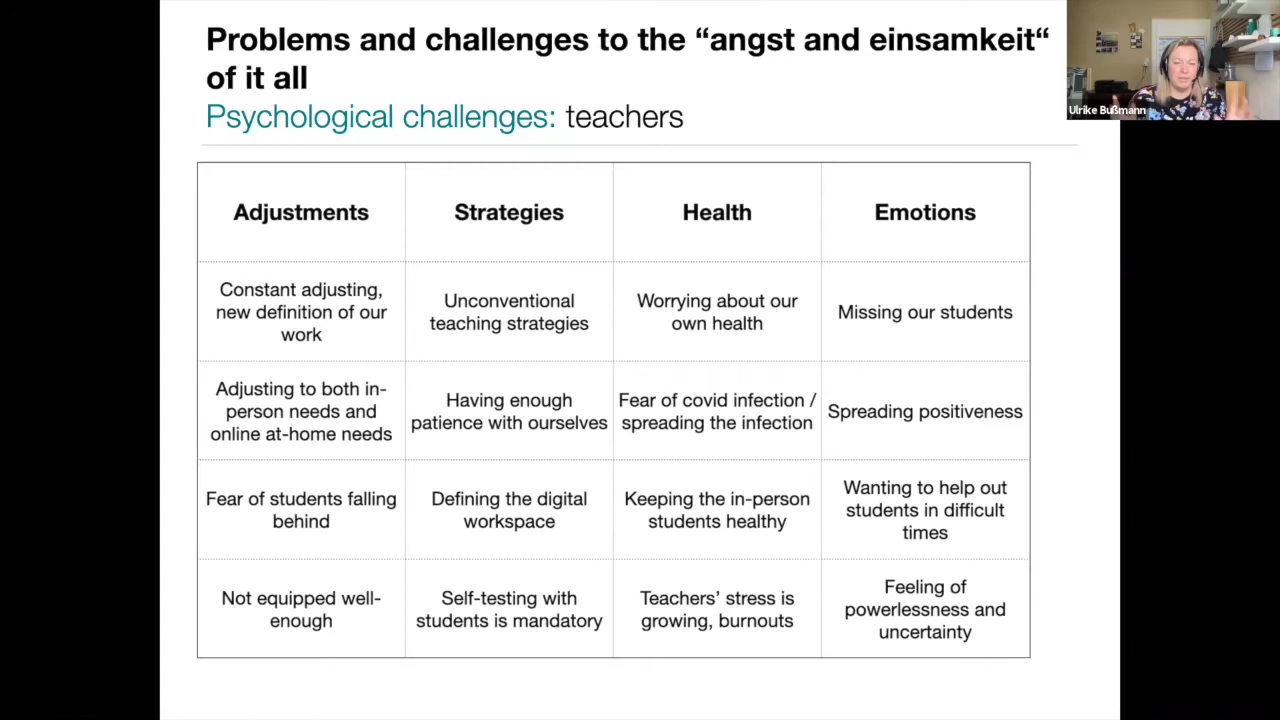 Problems and challenges to the “angst and einsamkeit“
of it all
Psychological challenges: teachers
Ulrike Bußmann
Adjustments
Strategies
Health
Emotions
Constant adjusting,
new definition of our
work
Unconventional
teaching strategies
Worrying about our
own health
Missing our students
Adjusting to both in-
person needs and
online at-home needs
Having enough
patience with ourselves
Fear of covid infection /
spreading the infection
Spreading positiveness
Fear of students falling
behind
Defining the digital
workspace
Keeping the in-person
students healthy
Wanting to help out
students in difficult
times
Not equipped well-
enough
Self-testing with
students is mandatory
Teachers’ stress is
growing, burnouts
Feeling of
powerlessness and
uncertainty